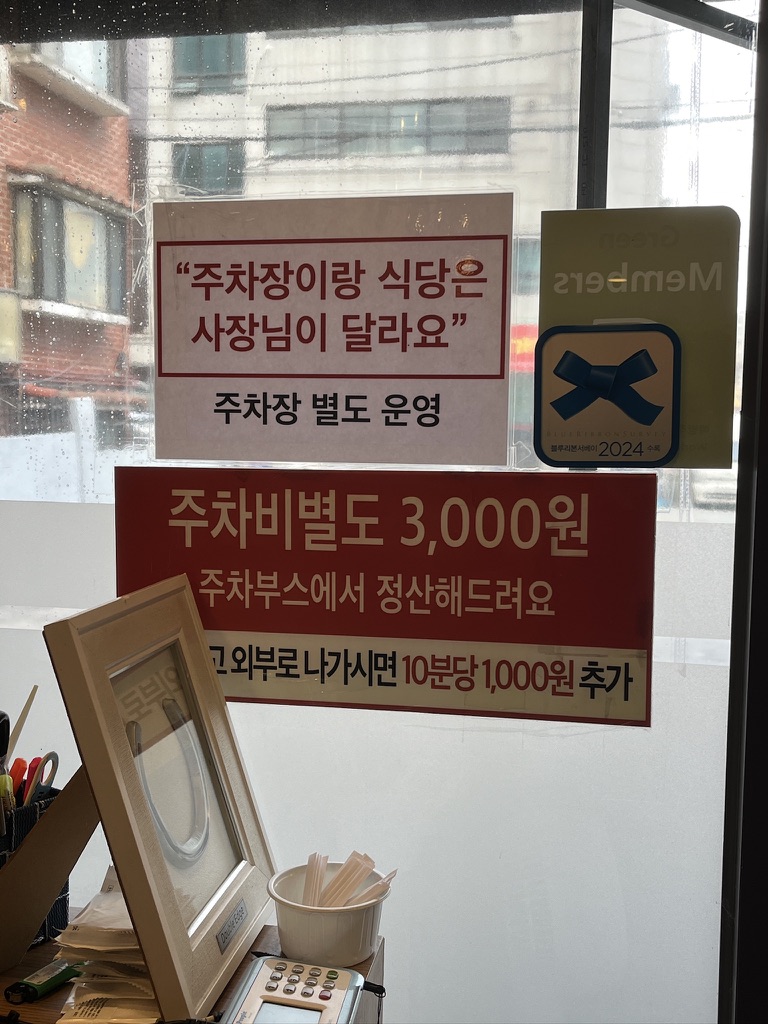 “주차장이랑 식당은
사장님이 달라요”
주차장 별도 운영
Green
Members
블루리본서베이 2024 수록
주차비별도 3,000원
주차부스에서 정산해드려요
고 외부로 나가시면 10분당 1,000원 추가
Double Edge